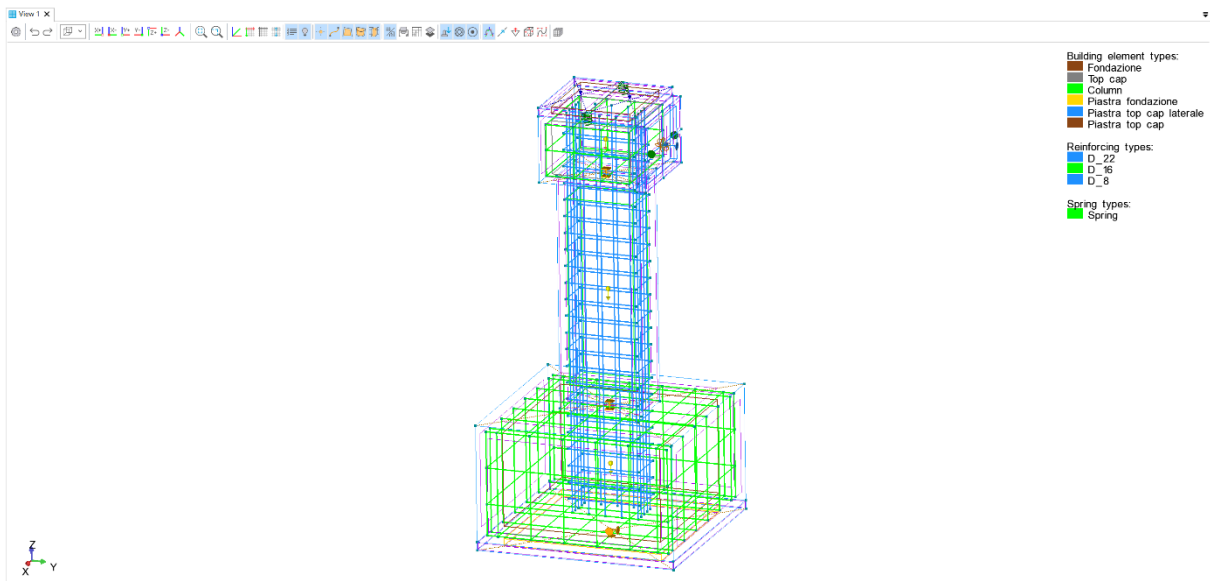 View 1
Building element types:
Fondazione
Top cap
Column
Piastra fondazione
Piastra top cap laterale
Piastra top cap
Reinforcing types:
D_22
D_16
D_8
Spring types:
Spring
Z
X
Y